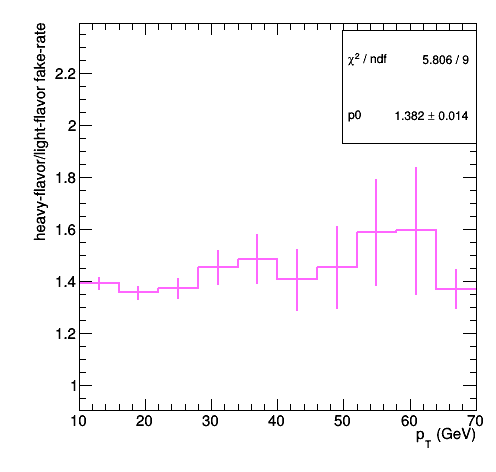 heavy-flavor/light-flavor fake-rate
χ² / ndf 5.806 / 9
p0 1.382 ± 0.014
2.2
2
1.8
1.6
1.4
1.2
1
10 20 30 40 50 60 70
p_T (GeV)